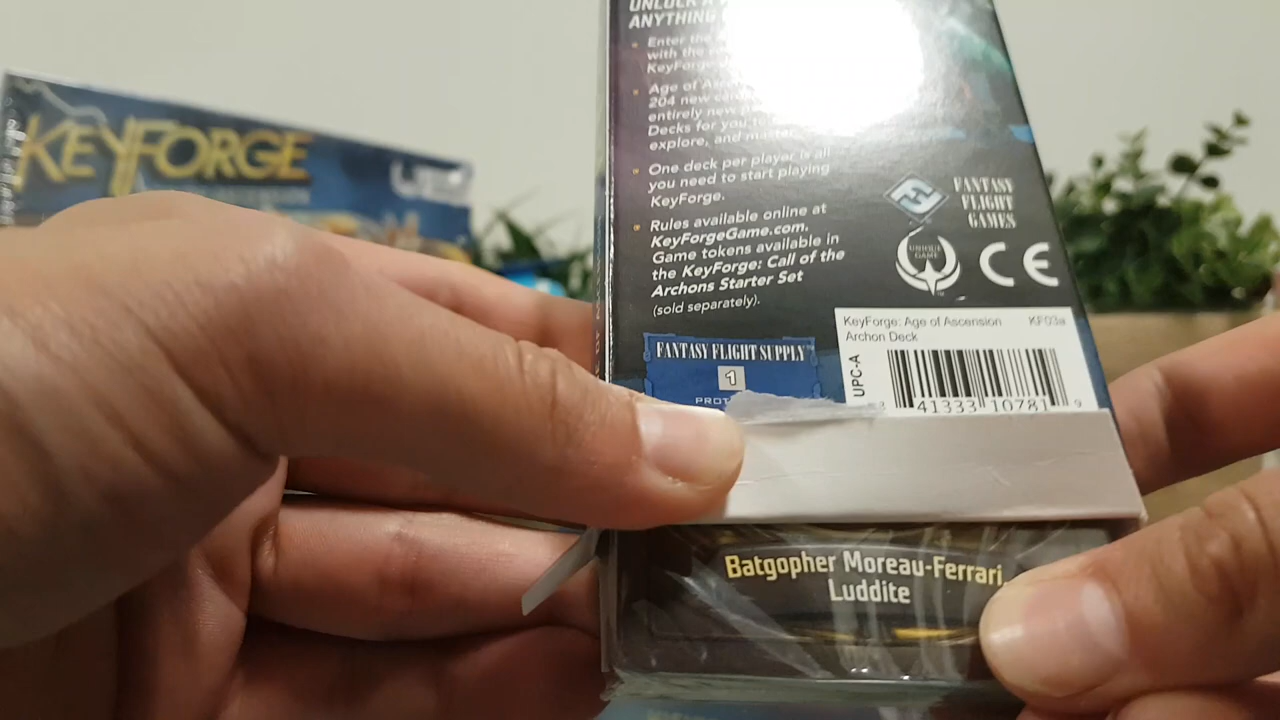 KEYFORGE
UNLOCK A
ANYTHING
Enter the
with the
KeyForge
Age of Asce
204 new
entirely new
Decks for you to
explore, and master
One deck per player is all
you need to start playing
KeyForge.
Rules available online at
KeyForgeGame.com.
Game tokens available in
the KeyForge: Call of the
Archons Starter Set
(sold separately).
FANTASY
FLIGHT
GAMES
UNIQUE
GAME
CE
FANTASY FLIGHT SUPPLY
1
PROT
KeyForge: Age of Ascension KF03a
Archon Deck
UPC-A
41333 10781 9
Batgopher Moreau-Ferrari,
Luddite